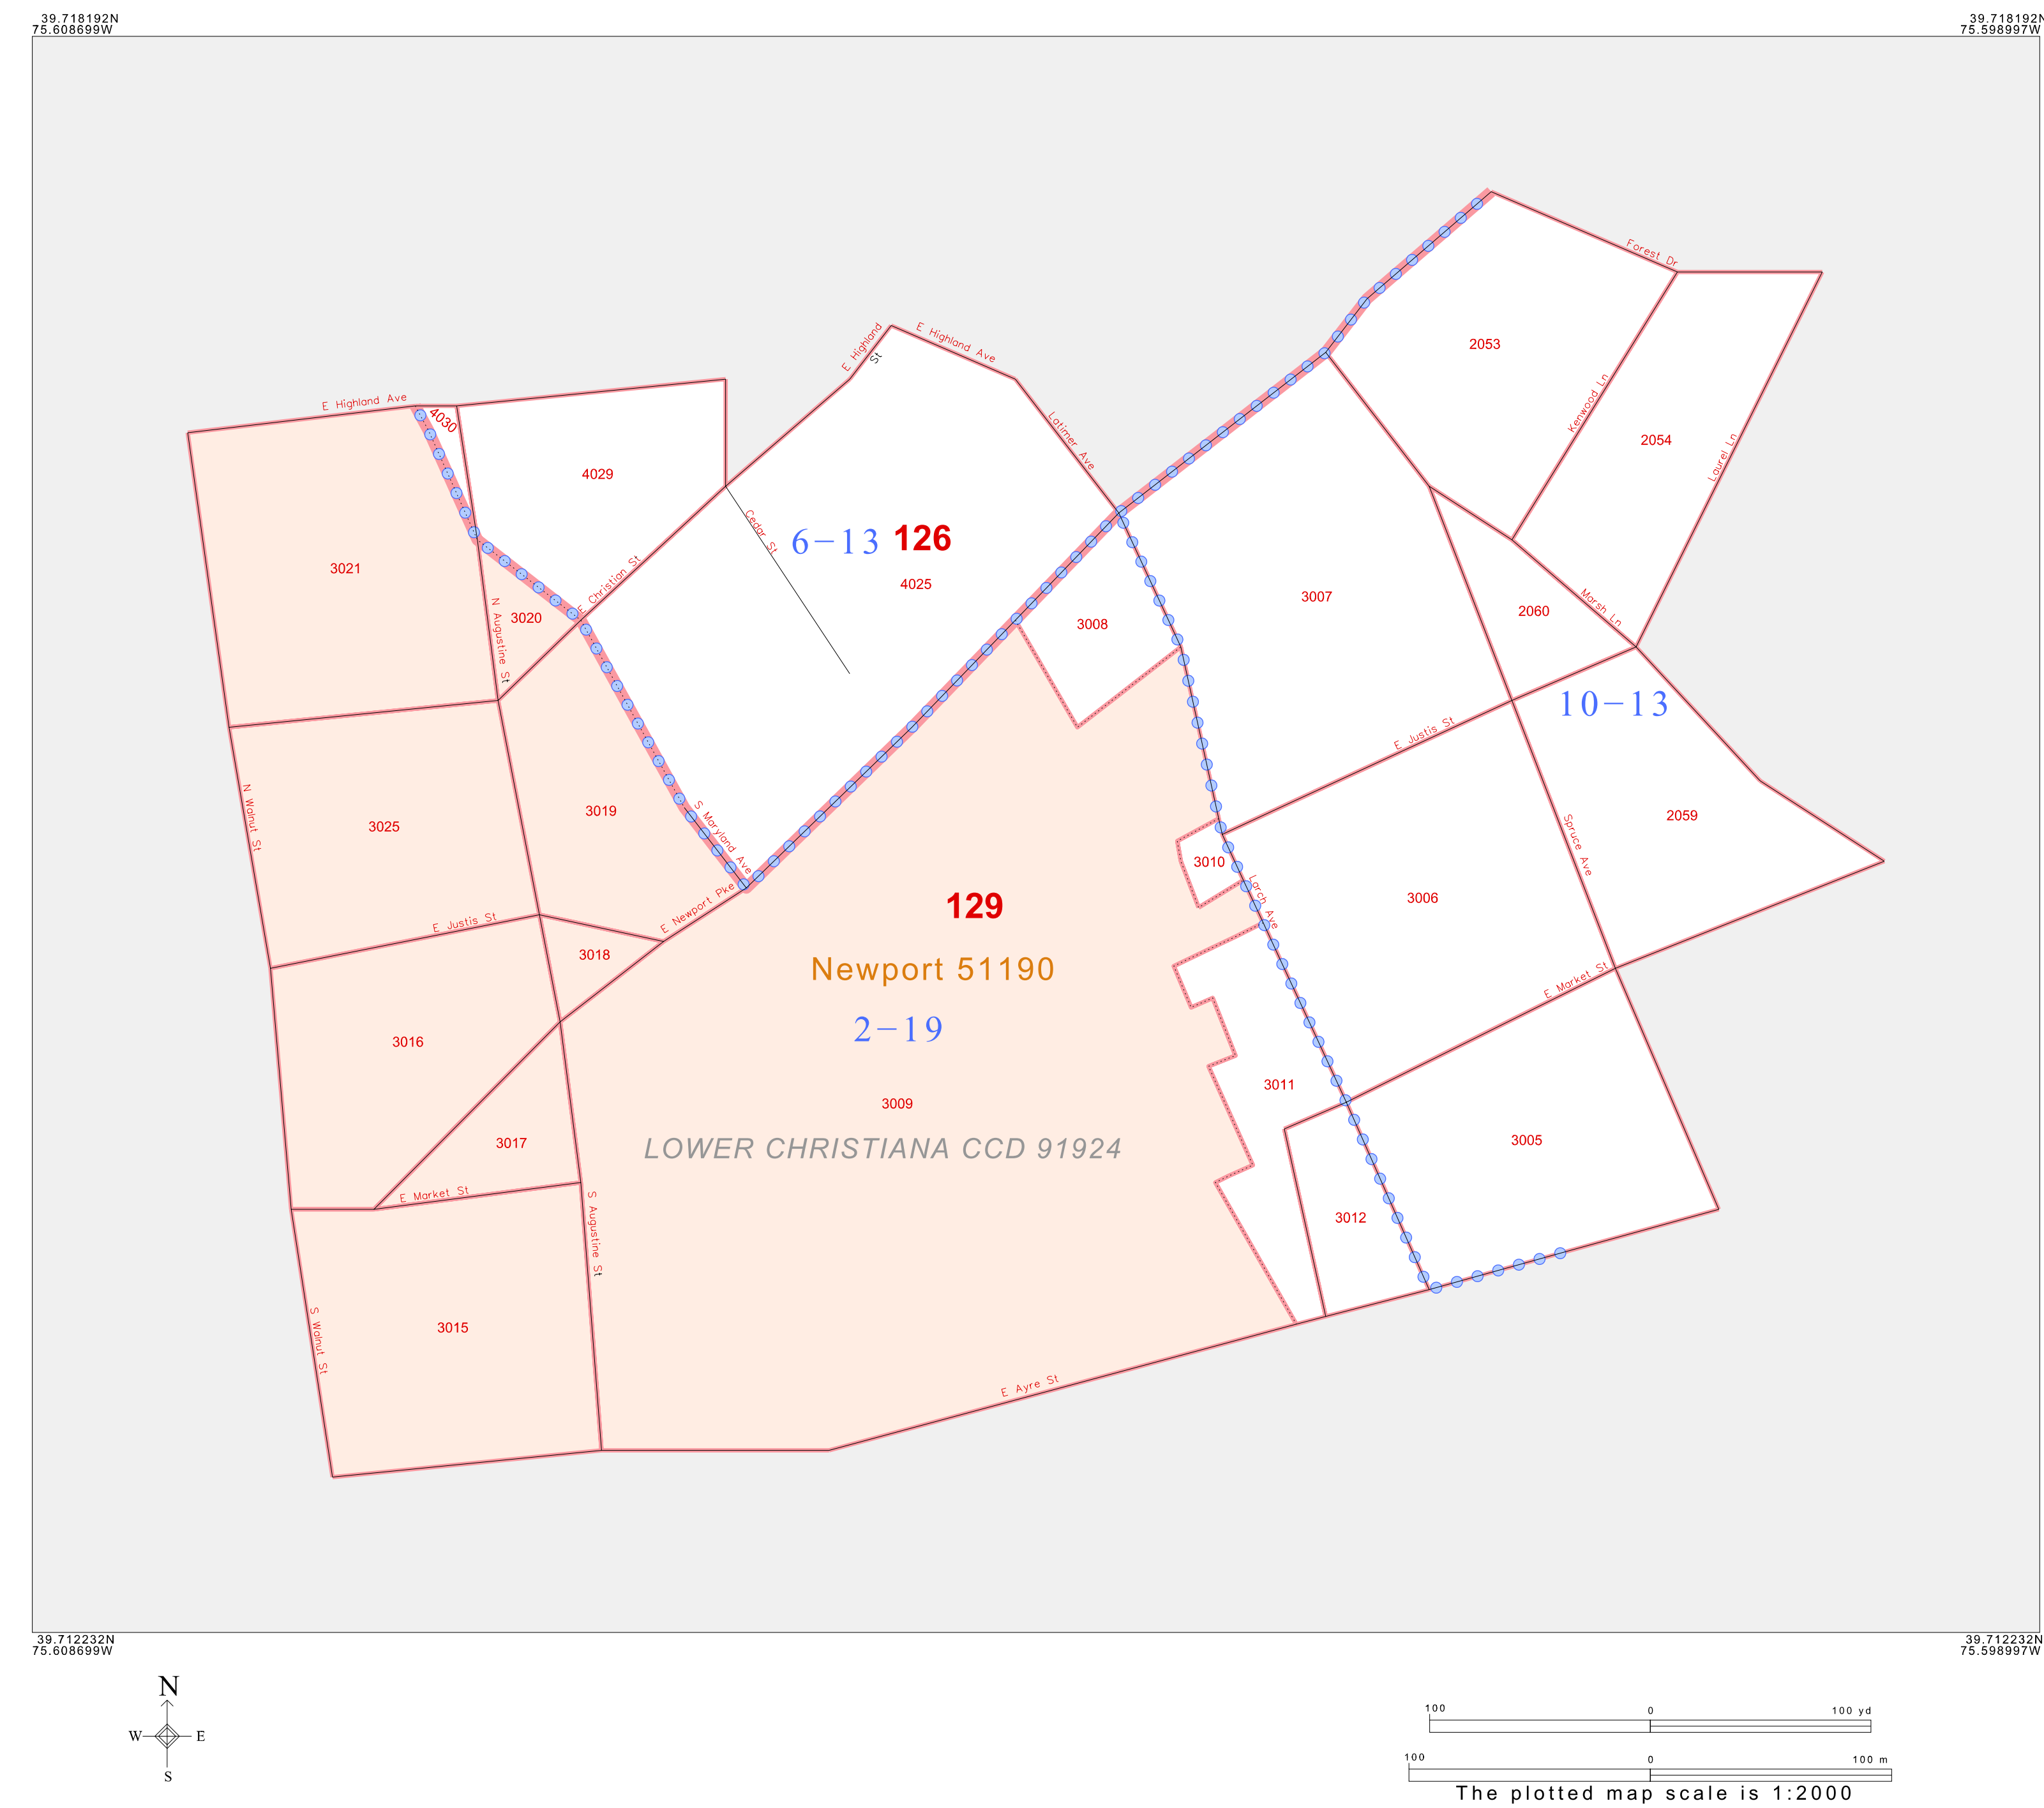 39.718192N
75.608699W
39.718192N
75.598997W
Forest Dr
E Highland
St
E Highland Ave
2053
Kenwood Ln
E Highland Ave
4030
Latimer Ave
2054
Laurel Ln
4029
Cedar St
6-13
126
3021
E Christion St
4025
3007
Marsh Ln
N Augustine St
3020
3008
2060
10-13
E Justis St
N Walnut St
3025
3019
S Maryland Ave
Spruce Ave
2059
3010
Larch Ave
3006
E Newport Pke
129
E Justis St
3018
Newport 51190
E Market St
2-19
3016
3011
3009
3017
LOWER CHRISTIANA CCD 91924
3005
E Market St
S Augustine St
3012
3015
S Walnut St
E Ayre St
39.712232N
75.608699W
39.712232N
75.598997W
N
W
E
S
100
0
100 yd
100
0
100 m
The plotted map scale is 1:2000